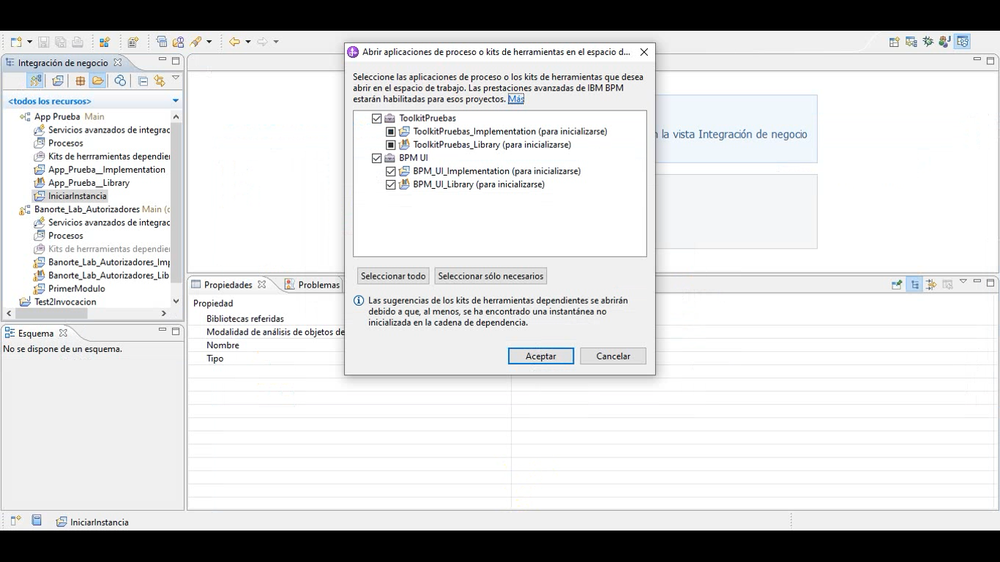 Integración de negocio
<todos los recursos>
App Prueba Main
Servicios avanzados de integrac
Procesos
Kits de herrramientas dependier
App_Prueba__Implementation
App_Prueba__Library
IniciarInstancia
Banorte_Lab_Autorizadores Main (c
Servicios avanzados de integrac
Procesos
Kits de herrramientas dependier
Banorte_Lab_Autorizadores_Imp
Banorte_Lab_Autorizadores_Lib
PrimerModulo
Test2Invocacion
Esquema
No se dispone de un esquema.
Abrir aplicaciones de proceso o kits de herramientas en el espacio d...
Seleccione las aplicaciones de proceso o los kits de herramientas que desea
abrir en el espacio de trabajo. Las prestaciones avanzadas de IBM BPM
estarán habilitadas para esos proyectos. Más
ToolkitPruebas
ToolkitPruebas_Implementation (para inicializarse)
ToolkitPruebas_Library (para inicializarse)
BPM UI
BPM_UI_Implementation (para inicializarse)
BPM_UI_Library (para inicializarse)
Seleccionar todo
Seleccionar sólo necesarios
Las sugerencias de los kits de herramientas dependientes se abrirán
debido a que, al menos, se ha encontrado una instantánea no
inicializada en la cadena de dependencia.
Aceptar
Cancelar
la vista Integración de negocio
Propiedades
Problemas
Propiedad
Bibliotecas referidas
Modalidad de análisis de objetos de
Nombre
Tipo
IniciarInstancia